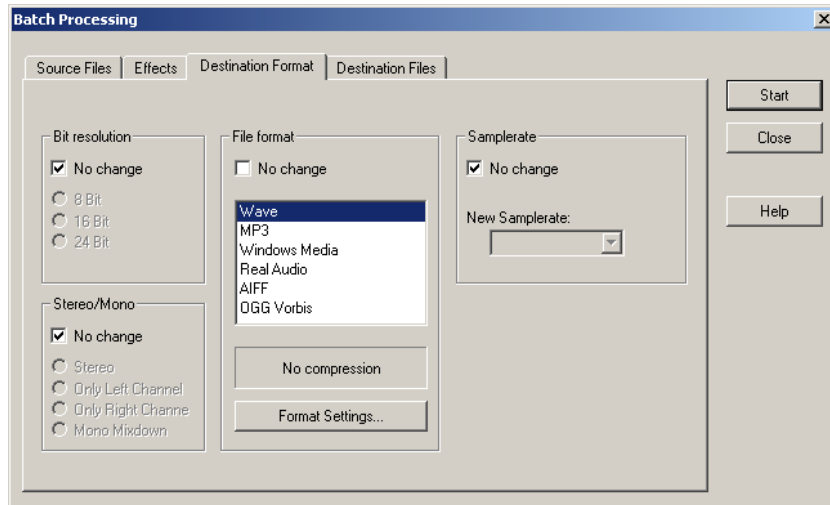 Batch Processing
Source Files
Effects
Destination Format
Destination Files
Start
Close
Help
Bit resolution
No change
8 Bit
16 Bit
24 Bit
Stereo/Mono
No change
Stereo
Only Left Channel
Only Right Channe
Mono Mixdown
File format
No change
Wave
MP3
Windows Media
Real Audio
AIFF
OGG Vorbis
No compression
Format Settings...
Samplerate
No change
New Samplerate: